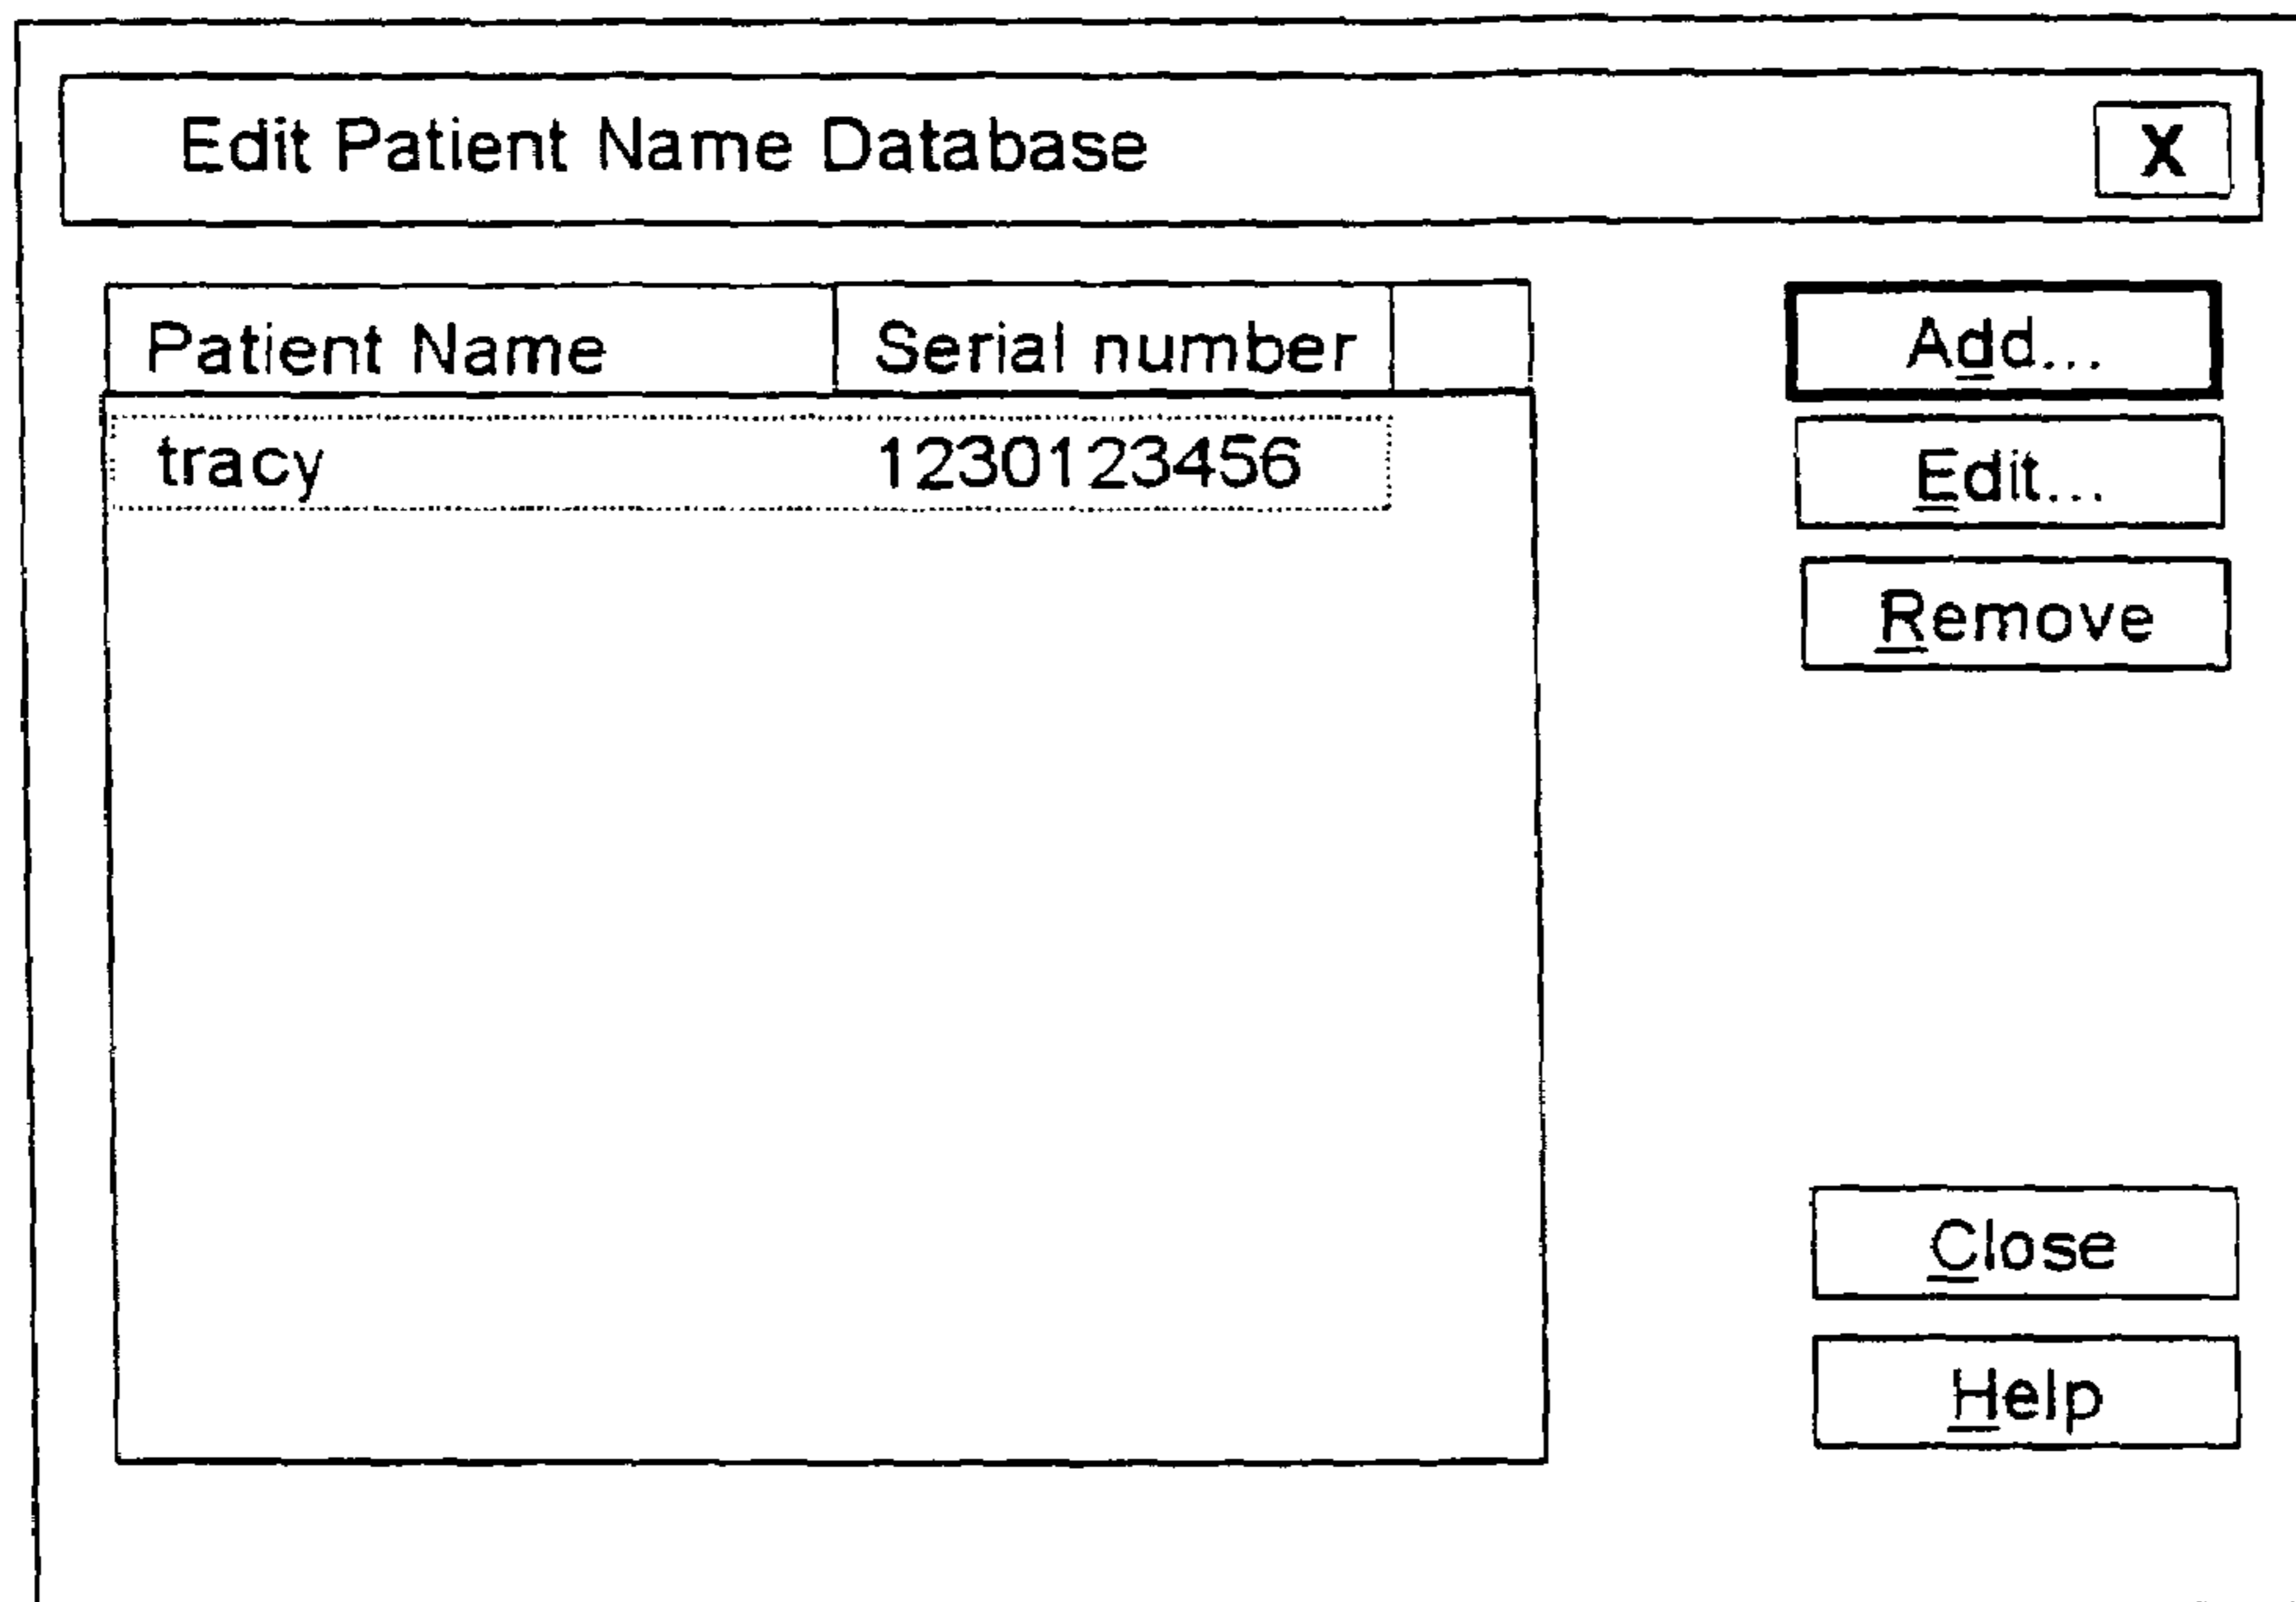 Edit Patient Name Database X
Patient Name Serial number
tracy 1230123456
Add...
Edit...
Remove
Close
Help